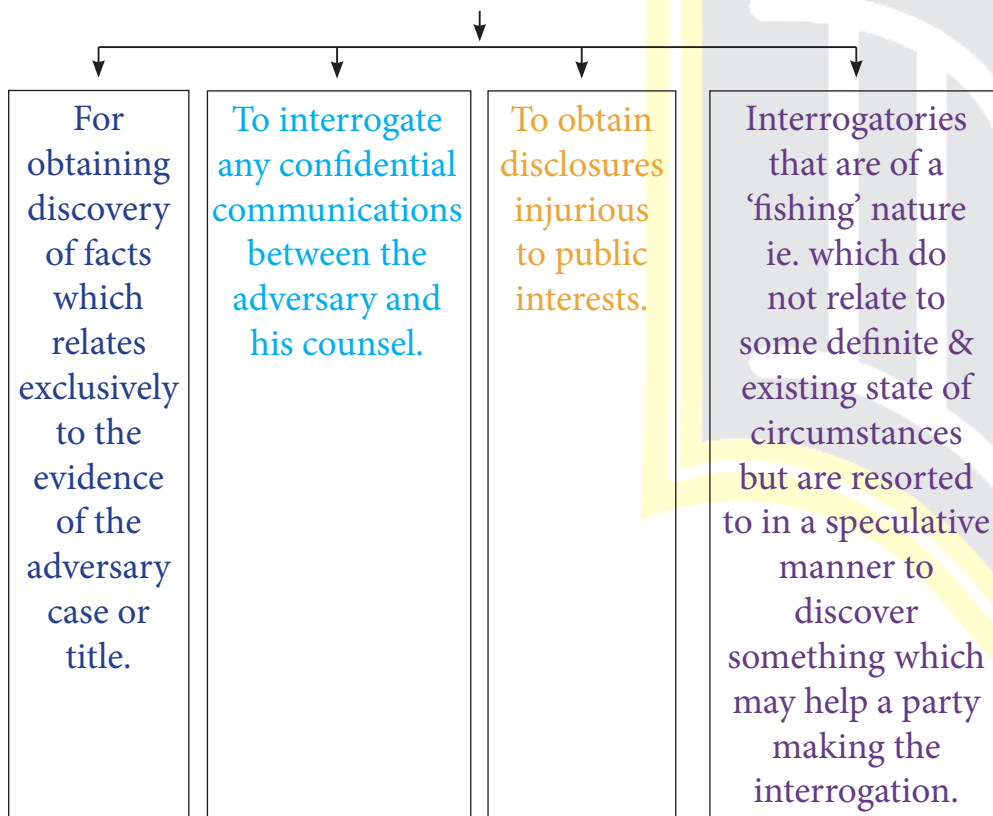 For
obtaining
discovery
of facts
which
relates
exclusively
to the
evidence
of the
adversary
case or
title.
To interrogate
any confidential
communications
between the
adversary and
his counsel.
To obtain
disclosures
injurious
to public
interests.
Interrogatories
that are of a
‘fishing’ nature
ie. which do
not relate to
some definite &
existing state of
circumstances
but are resorted
to in a speculative
manner to
discover
something which
may help a party
making the
interrogation.